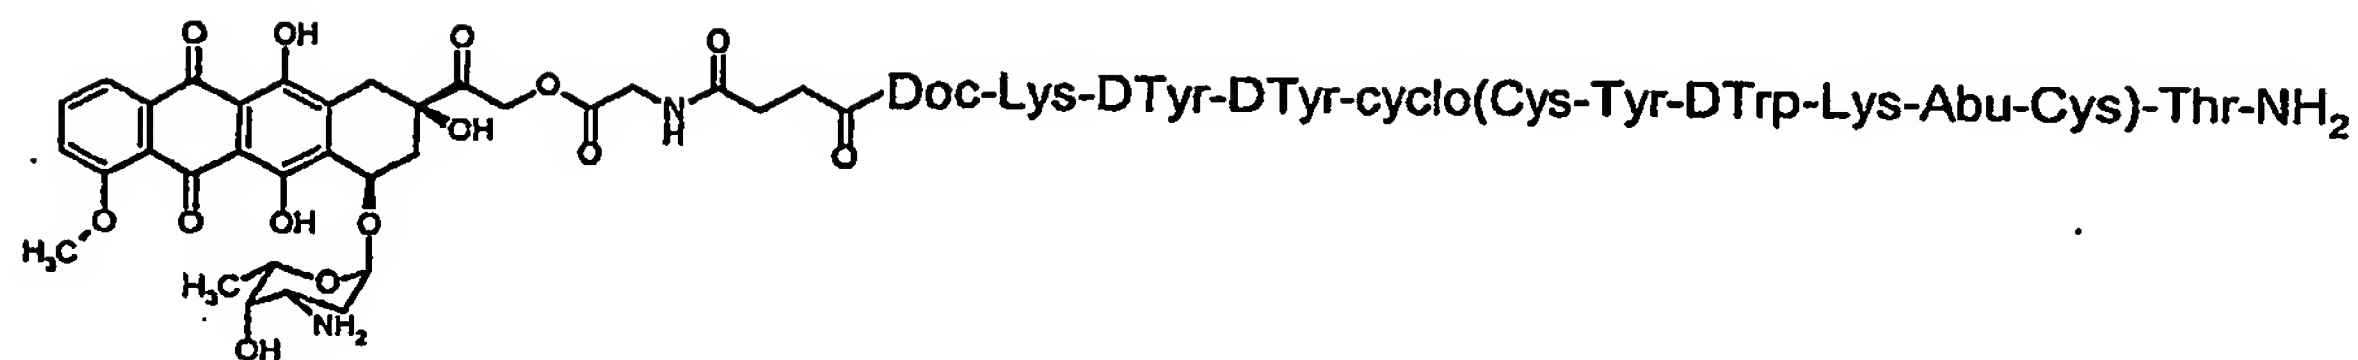 O OH O O
O Doc-Lys-DTyr-DTyr-cyclo(Cys-Tyr-DTrp-Lys-Abu-Cys)-Thr-NH₂
OH O N H O
O O OH O
H₃C
H₃C O
NH₂
OH